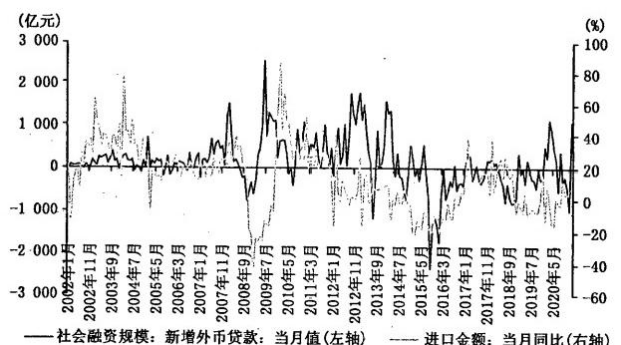 (亿元)
(%)
3 000
2 000
1 000
0
-1 000
-2 000
-3 000
100
80
60
40
20
0
-20
-40
-60
2002年1月
2002年11月
2003年9月
2004年7月
2005年5月
2006年3月
2007年1月
2007年11月
2008年9月
2009年7月
2010年5月
2011年3月
2012年1月
2012年11月
2013年9月
2014年7月
2015年5月
2016年3月
2017年1月
2017年11月
2018年9月
2019年7月
2020年5月
社会融资规模：新增外币贷款：当月值(左轴)
进口金额：当月同比(右轴)